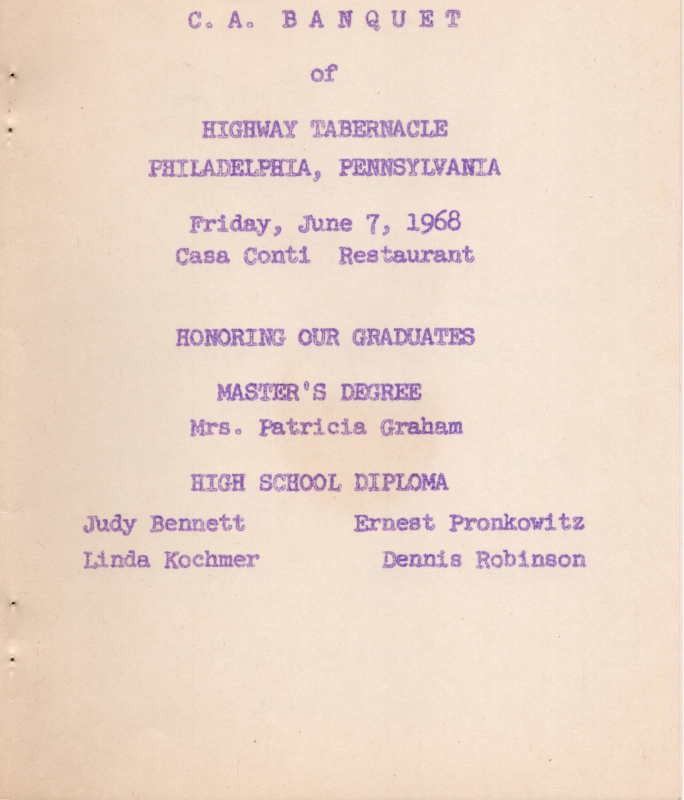 C. A. BANQUET
of
HIGHWAY TABERNACLE
PHILADELPHIA, PENNSYLVANIA
Friday, June 7, 1968
Casa Conti Restaurant
HONORING OUR GRADUATES
MASTER'S DEGREE
Mrs. Patricia Graham
HIGH SCHOOL DIPLOMA
Judy Bennett Ernest Pronkowitz
Linda Kochmer Dennis Robinson